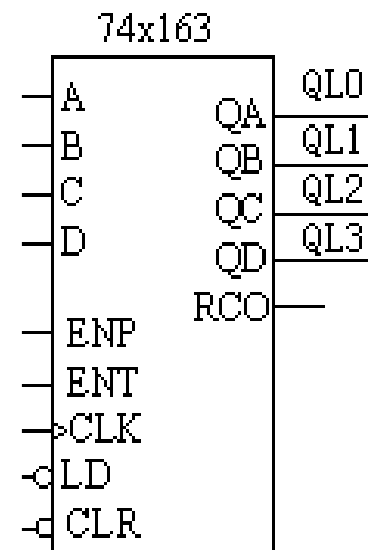 74x163
A
B
C
D
ENP
ENT
CLK
LD
CLR
QA
QB
QC
QD
RCO
QL0
QL1
QL2
QL3